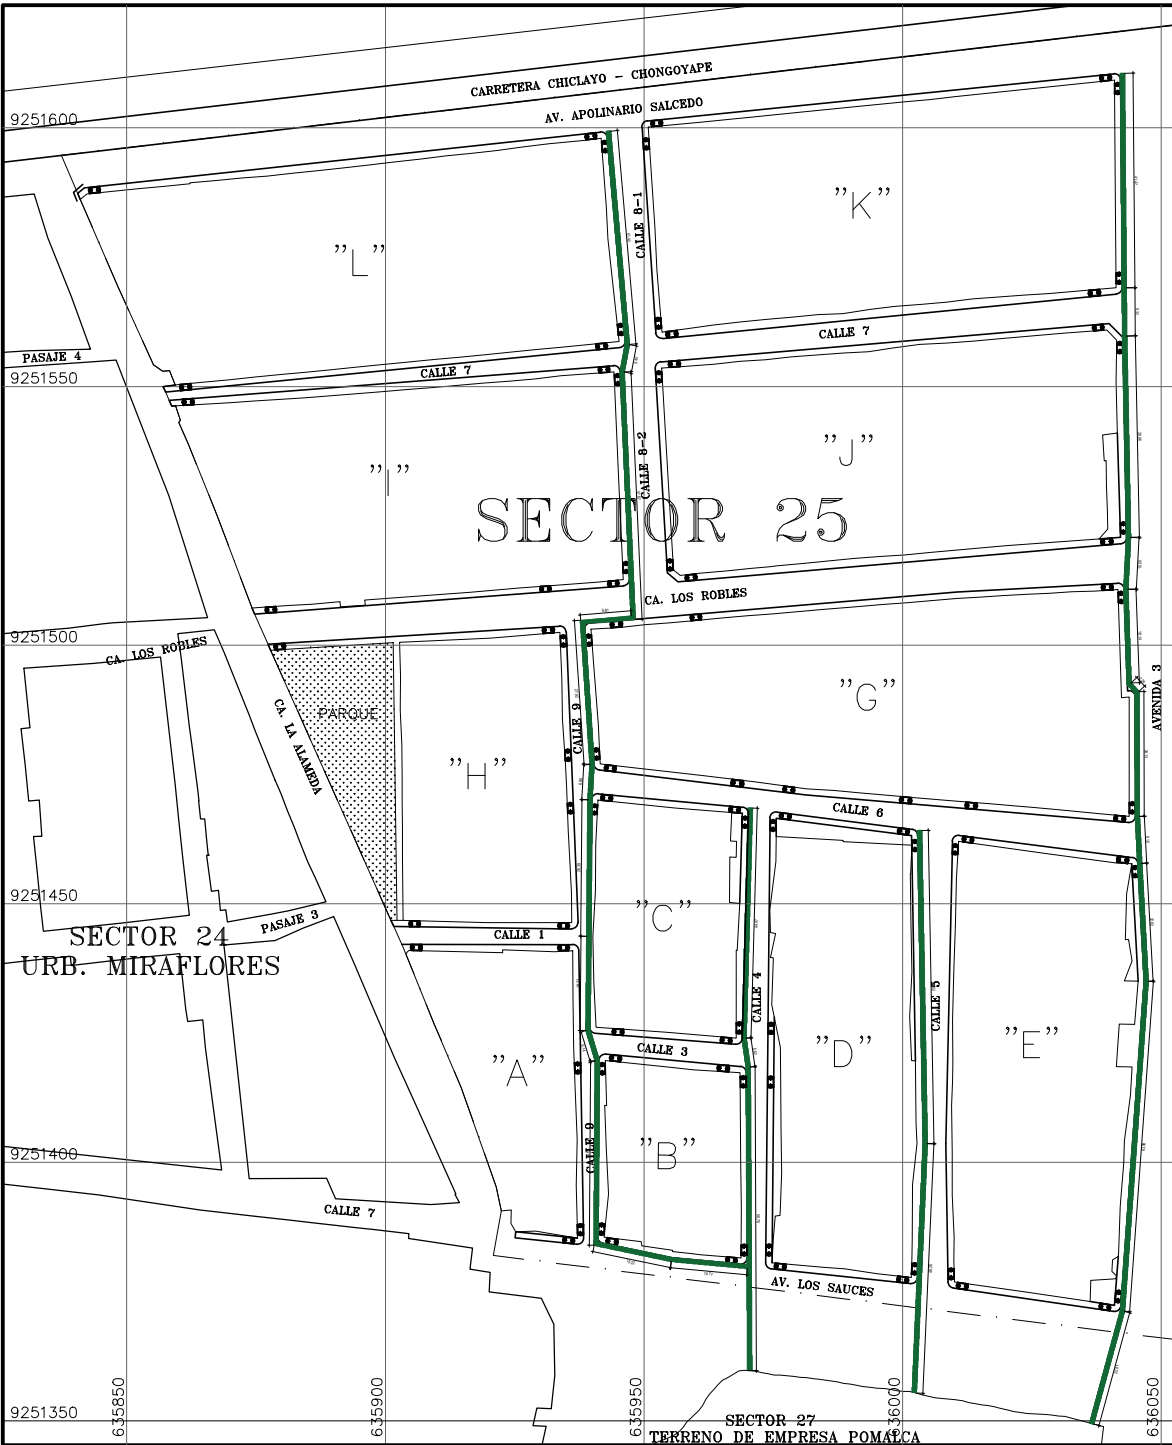 CARRETERA CHICLAYO - CHONGOYAPE
AV. APOLINARIO SALCEDO
9251600
"K"
CALLE 8-1
"L"
CALLE 7
PASAJE 4
CALLE 7
9251550
"J"
CALLE 8-2
"I"
SECTOR 25
CA. LOS ROBLES
9251500
CA. LOS ROBLES
AVENIDA 3
"G"
PARQUE
CALLE 9
CA. LA ALAMEDA
"H"
CALLE 6
9251450
"C"
PASAJE 3
CALLE 1
SECTOR 24
URB. MIRAFLORES
CALLE 4
CALLE 5
"E"
"D"
CALLE 3
"A"
"B"
CALLE 9
9251400
CALLE 7
AV. LOS SAUCES
9251350
635850
635900
635950
636000
636050
SECTOR 27
TERRENO DE EMPRESA POMALCA